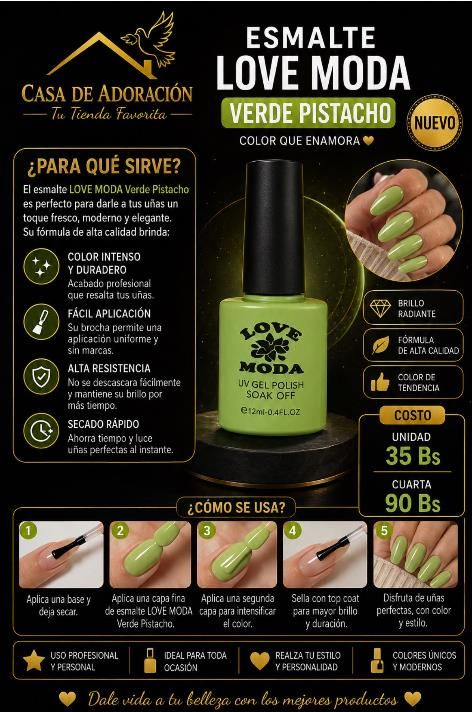 CASA DE ADORACIÓN
Tu Tienda Favorita
ESMALTE
LOVE MODA
VERDE PISTACHO
COLOR QUE ENAMORA
NUEVO
¿PARA QUÉ SIRVE?
El esmalte LOVE MODA Verde Pistacho
es perfecto para darle a tus uñas un
toque fresco, moderno y elegante.
Su fórmula de alta calidad brinda:
COLOR INTENSO
Y DURADERO
Acabado profesional
que resalta tus uñas.
FÁCIL APLICACIÓN
Su brocha permite una
aplicación uniforme y
sin marcas.
ALTA RESISTENCIA
No se descascara fácilmente
y mantiene su brillo por
más tiempo.
SECADO RÁPIDO
Ahorra tiempo y luce
uñas perfectas al instante.
LOVE
MODA
UV GEL POLISH
SOAK OFF
e12ml-0.4FL.OZ
BRILLO
RADIANTE
FÓRMULA
DE ALTA CALIDAD
COLOR DE
TENDENCIA
COSTO
UNIDAD
35 Bs
CUARTA
90 Bs
¿CÓMO SE USA?
1
Aplica una base y
deja secar.
2
Aplica una capa fina
de esmalte LOVE MODA
Verde Pistacho.
3
Aplica una segunda
capa para intensificar
el color.
4
Sella con top coat
para mayor brillo
y duración.
5
Disfruta de uñas
perfectas, con color
y estilo.
USO PROFESIONAL
Y PERSONAL
IDEAL PARA TODA
OCASIÓN
REALZA TU ESTILO
Y PERSONALIDAD
COLORES ÚNICOS
Y MODERNOS
Dale vida a tu belleza con los mejores productos